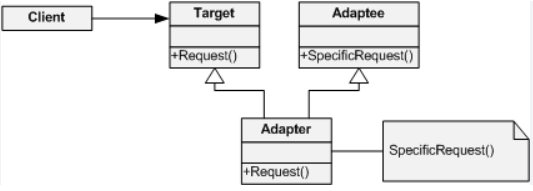 Client
Target
+Request()
Adaptee
+SpecificRequest()
Adapter
+Request()
SpecificRequest()